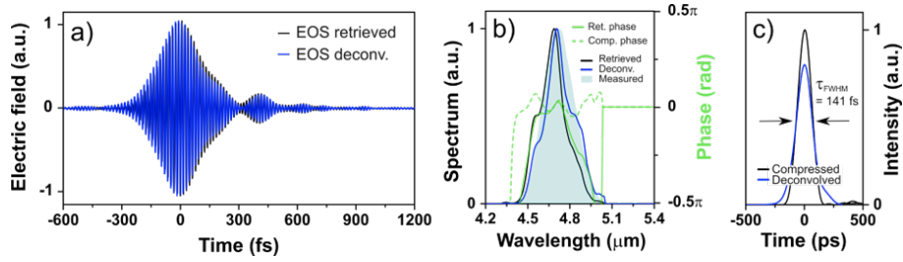 a)
EOS retrieved
EOS deconv.
Electric field (a.u.)
1
0
-1
-600
-300
0
300
600
900
1200
Time (fs)
b)
Ret. phase
Comp. phase
Retrieved
Deconv.
Measured
Spectrum (a.u.)
1
0
4.2
4.5
4.8
5.1
5.4
Wavelength (μm)
0.5π
0
-0.5π
Phase (rad)
c)
τFWHM
= 141 fs
Compressed
Deconvolved
-500
0
500
Time (ps)
1
0
Intensity (a.u.)